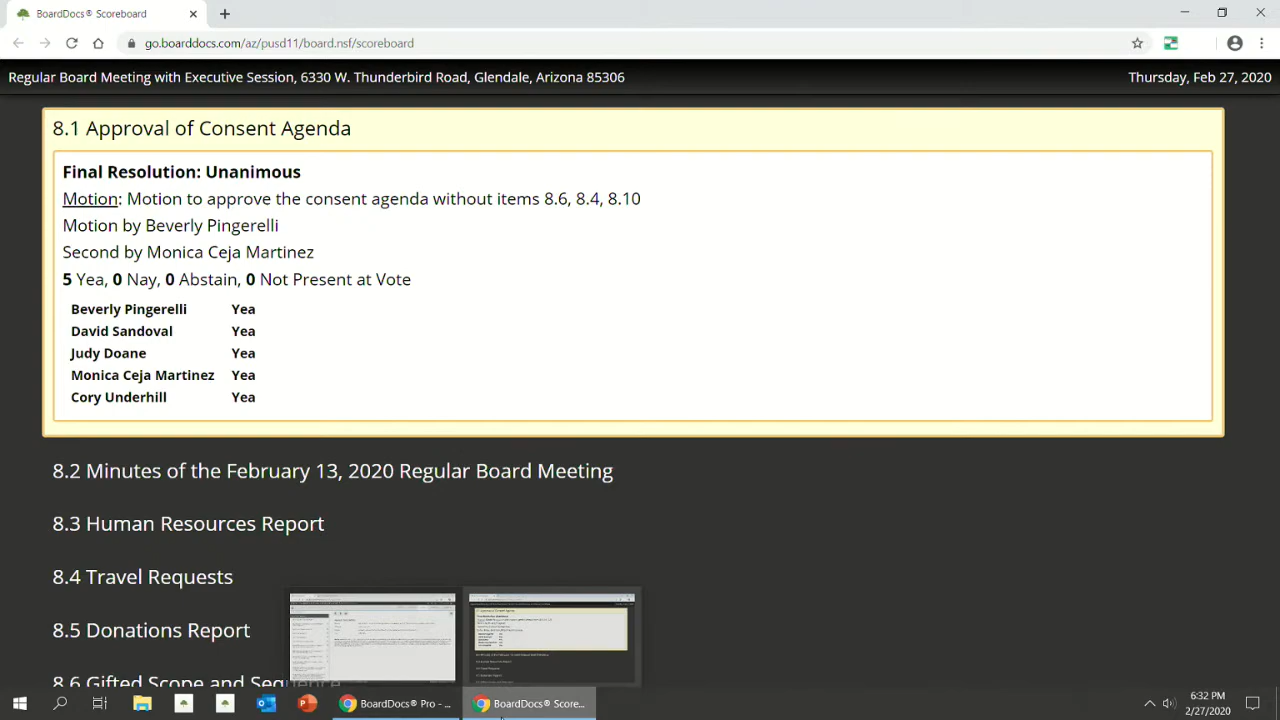 BoardDocs® Scoreboard
go.boarddocs.com/az/pusd11/board.nsf/scoreboard
Regular Board Meeting with Executive Session, 6330 W. Thunderbird Road, Glendale, Arizona 85306
Thursday, Feb 27, 2020
8.1 Approval of Consent Agenda
Final Resolution: Unanimous
Motion: Motion to approve the consent agenda without items 8.6, 8.4, 8.10
Motion by Beverly Pingerelli
Second by Monica Ceja Martinez
5 Yea, 0 Nay, 0 Abstain, 0 Not Present at Vote
Beverly Pingerelli Yea
David Sandoval Yea
Judy Doane Yea
Monica Ceja Martinez Yea
Cory Underhill Yea
8.2 Minutes of the February 13, 2020 Regular Board Meeting
8.3 Human Resources Report
8.4 Travel Requests
8.5 Donations Report
8.6 Gifted Scope and Sequence
BoardDocs® Pro - ...
BoardDocs® Score...
6:32 PM
2/27/2020